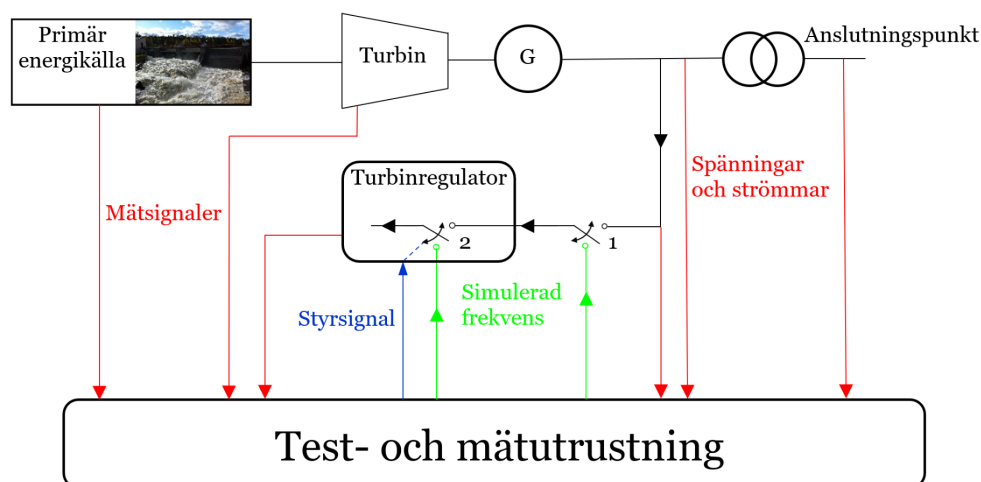 Primär
energikälla
Turbin
G
Anslutningspunkt
Turbinregulator
Spänningar
och strömmar
Mätsignaler
2
1
Simulerad
frekvens
Styrsignal
Test- och mätutrustning